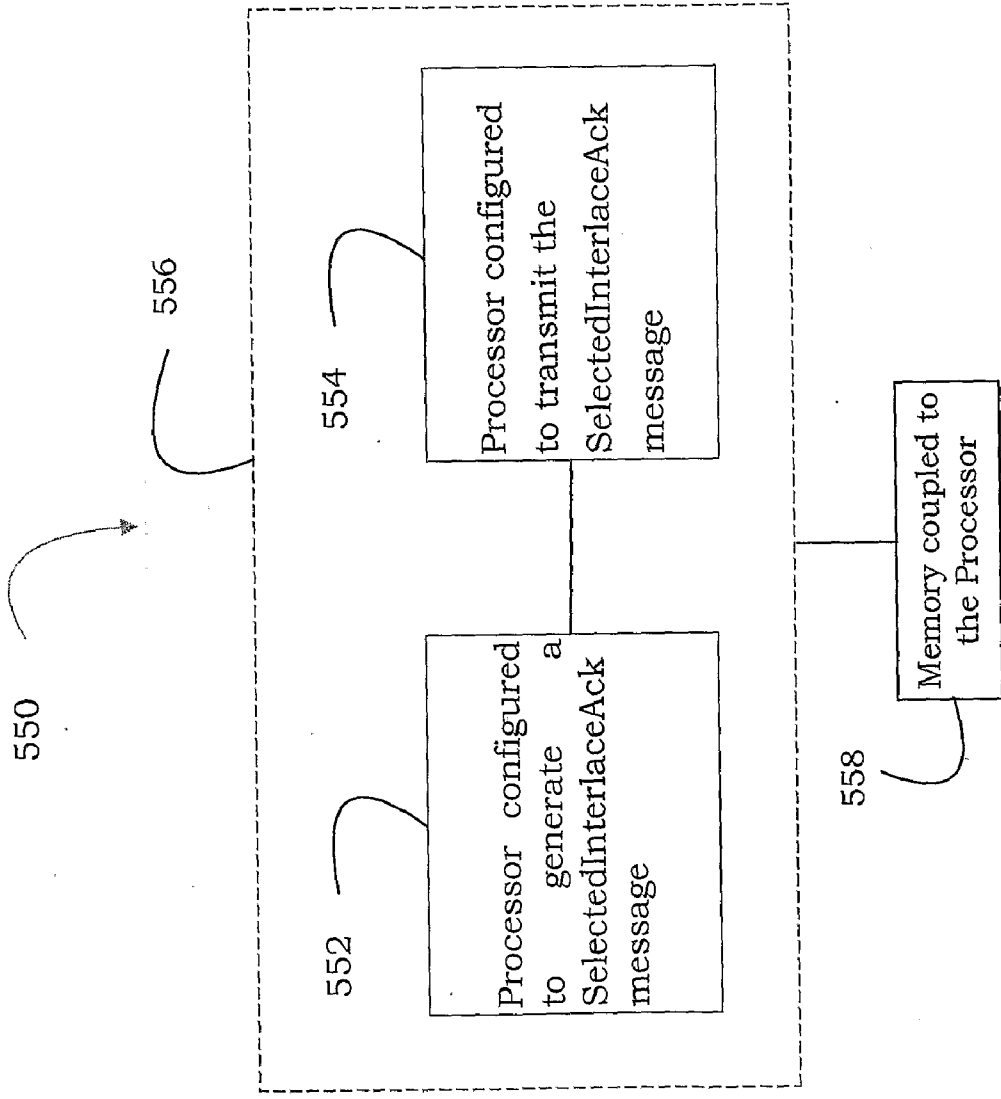 550
556
552
Processor configured
to generate a
SelectedInterlaceAck
message
554
Processor configured
to transmit the
SelectedInterlaceAck
message
558
Memory coupled to
the Processor